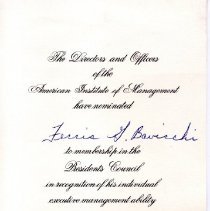 The Directors and Officers
of the
American Institute of Management
have nominated
Ferris S. Bavicchi
to membership in the
Presidents Council
in recognition of his individual
executive management ability